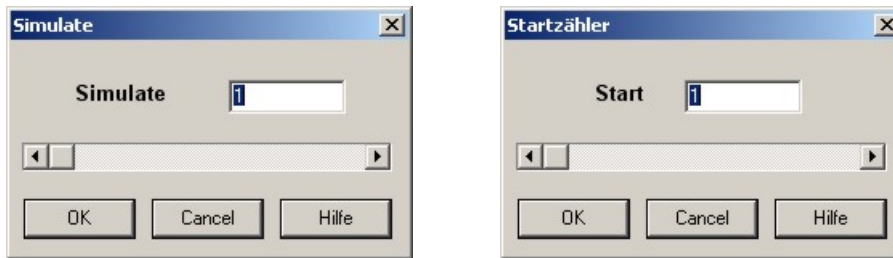 Simulate
Simulate 1
OK Cancel Hilfe
Startzähler
Start 1
OK Cancel Hilfe